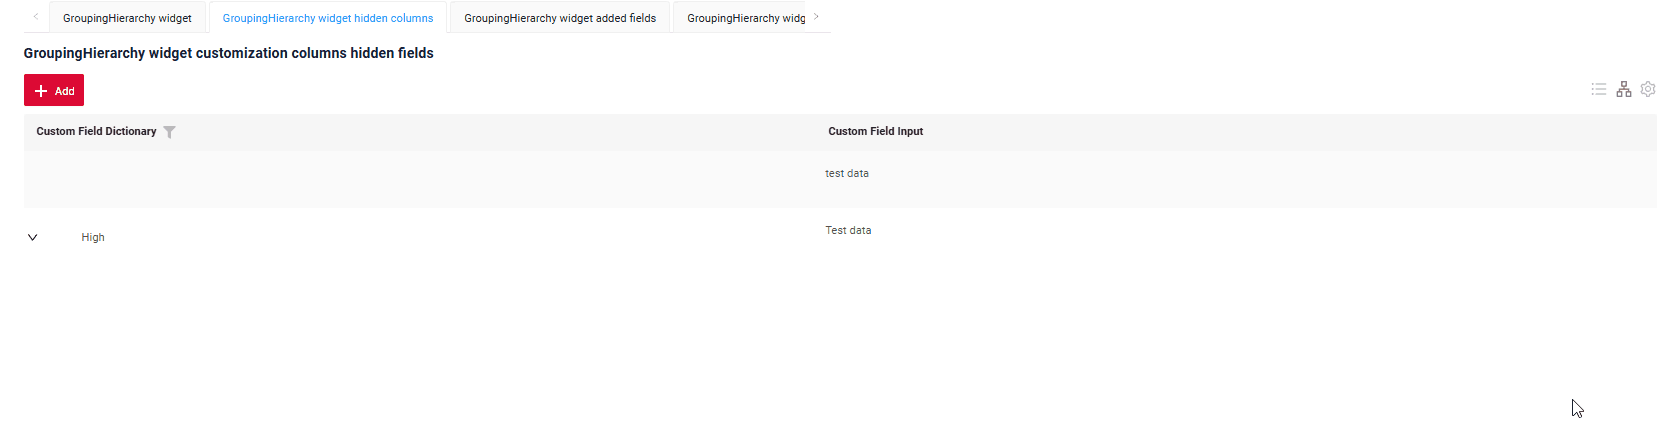 GroupingHierarchy widget GroupingHierarchy widget hidden columns GroupingHierarchy widget added fields GroupingHierarchy widg
GroupingHierarchy widget customization columns hidden fields
Add
Custom Field Dictionary Custom Field Input
test data
High Test data